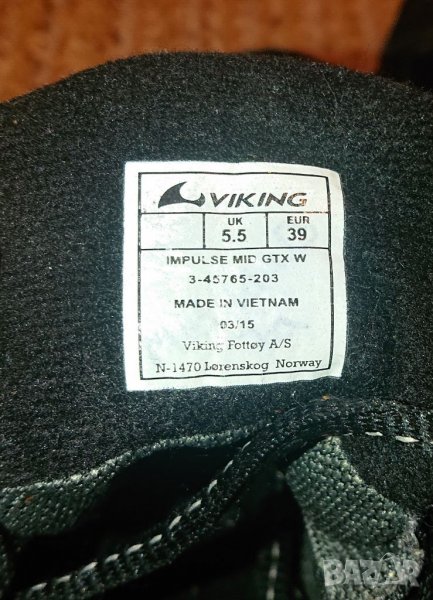 VIKING
UK EUR
5.5 39
IMPULSE MID GTX W
3-45765-203
MADE IN VIETNAM
03/15
Viking Fottøy A/S
N-1470 Lørenskog Norway
BAZAR